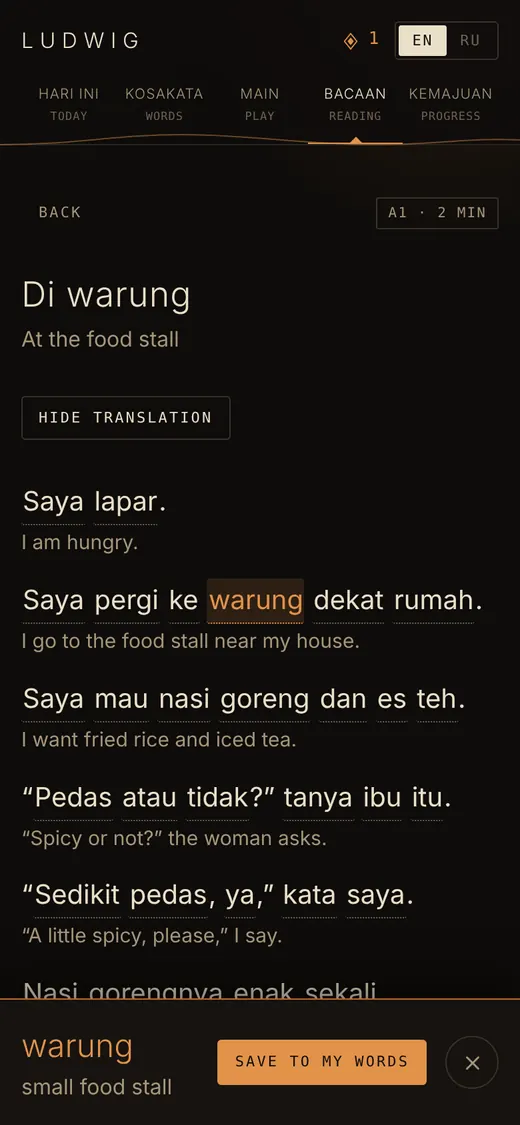 LUDWIG
1
EN RU
HARI INI KOSAKATA MAIN BACAAN KEMAJUAN
TODAY WORDS PLAY READING PROGRESS
BACK
A1 · 2 MIN
Di warung
At the food stall
HIDE TRANSLATION
Saya lapar.
I am hungry.
Saya pergi ke warung dekat rumah.
I go to the food stall near my house.
Saya mau nasi goreng dan es teh.
I want fried rice and iced tea.
“Pedas atau tidak?” tanya ibu itu.
“Spicy or not?” the woman asks.
“Sedikit pedas, ya,” kata saya.
“A little spicy, please,” I say.
Nasi gorengnya enak sekali
warung
small food stall
SAVE TO MY WORDS